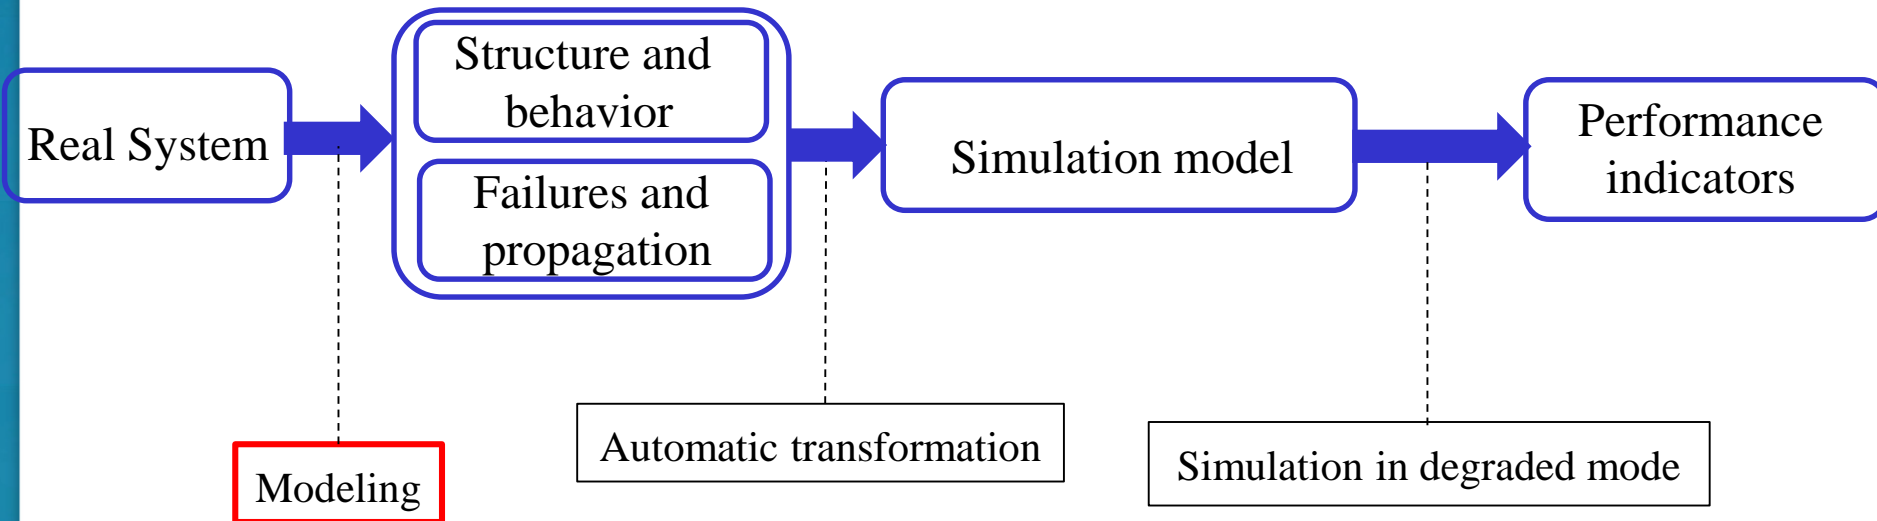 Real System
Structure and
behavior
Failures and
propagation
Simulation model
Performance
indicators
Modeling
Automatic transformation
Simulation in degraded mode